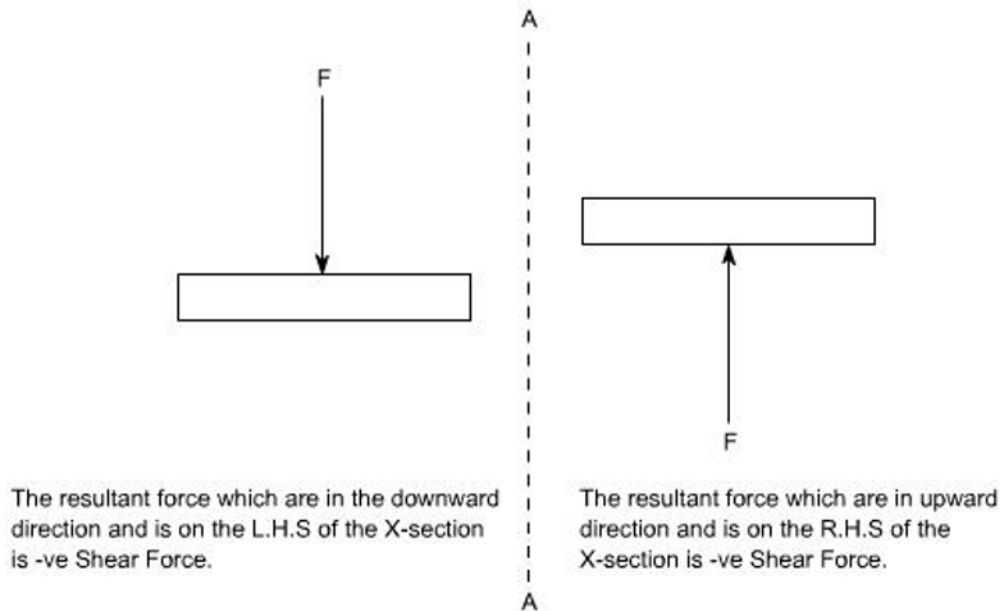 A
F
F
The resultant force which are in the downward
direction and is on the L.H.S of the X-section
is -ve Shear Force.
The resultant force which are in upward
direction and is on the R.H.S of the
X-section is -ve Shear Force.
A